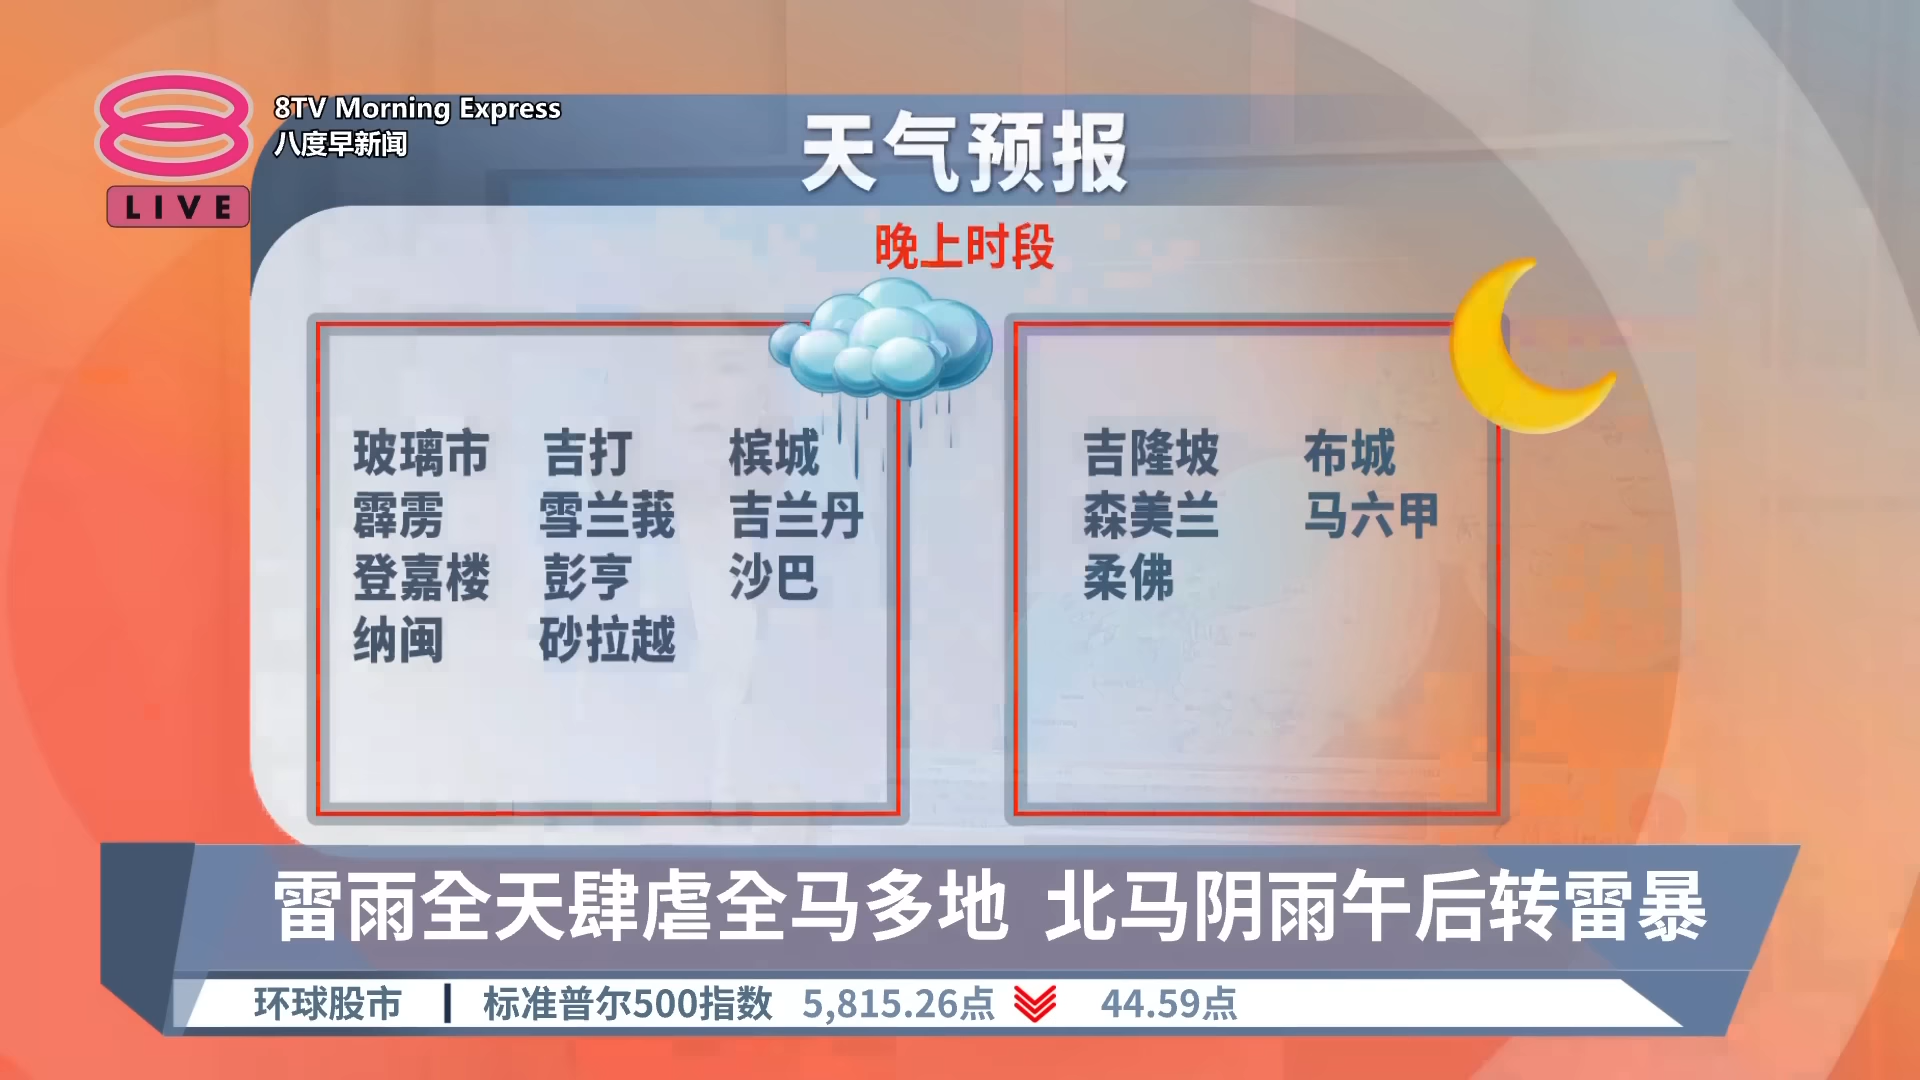 8TV Morning Express
八度早新闻
LIVE
天气预报
晚上时段
玻璃市 吉打 槟城
霹雳 雪兰莪 吉兰丹
登嘉楼 彭亨 沙巴
纳闽 砂拉越
吉隆坡 布城
森美兰 马六甲
柔佛
雷雨全天肆虐全马多地 北马阴雨午后转雷暴
环球股市 | 标准普尔500指数 5,815.26点 44.59点